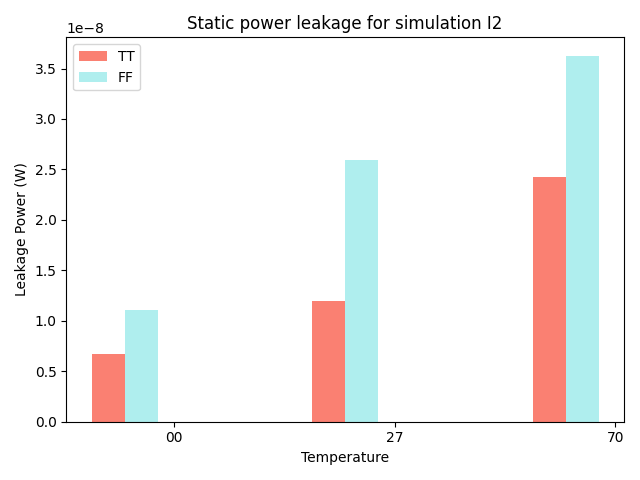 Static power leakage for simulation I2
1e−8
TT
FF
3.5
3.0
2.5
2.0
1.5
1.0
0.5
0.0
Leakage Power (W)
00 27 70
Temperature